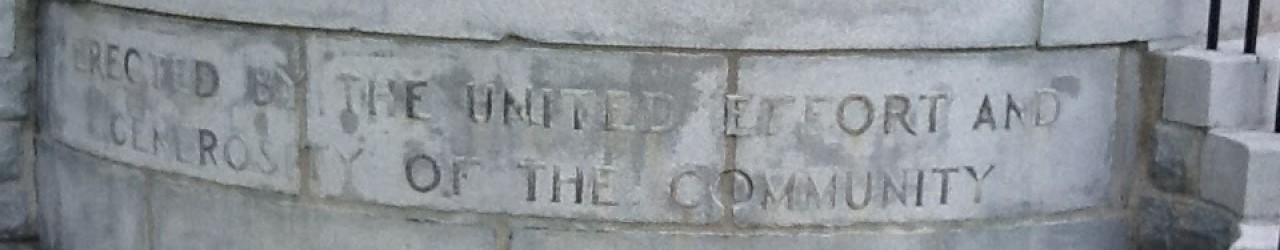 ERECTED BY THE UNITED EFFORT AND
GENEROSITY OF THE COMMUNITY